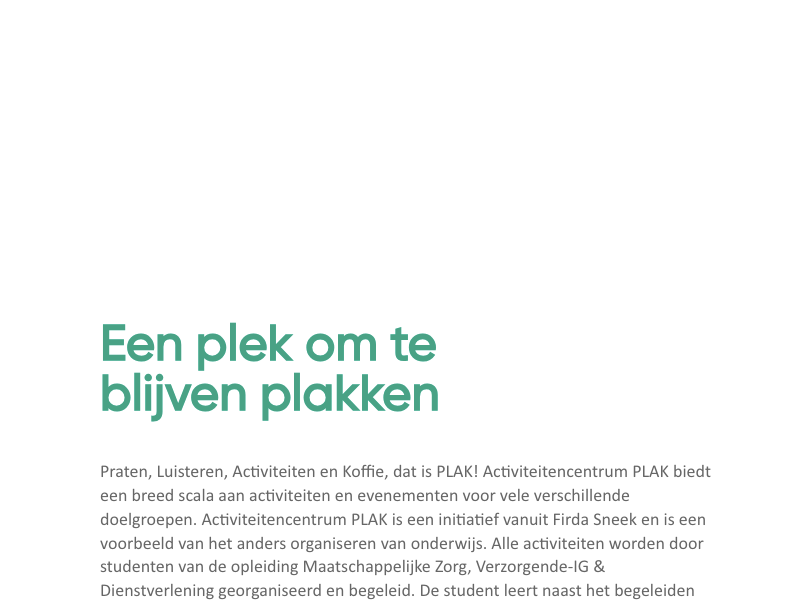 Een plek om te
blijven plakken
Praten, Luisteren, Activiteiten en Koffie, dat is PLAK! Activiteitencentrum PLAK biedt
een breed scala aan activiteiten en evenementen voor vele verschillende
doelgroepen. Activiteitencentrum PLAK is een initiatief vanuit Firda Sneek en is een
voorbeeld van het anders organiseren van onderwijs. Alle activiteiten worden door
studenten van de opleiding Maatschappelijke Zorg, Verzorgende-IG &
Dienstverlening georganiseerd en begeleid. De student leert naast het begeleiden